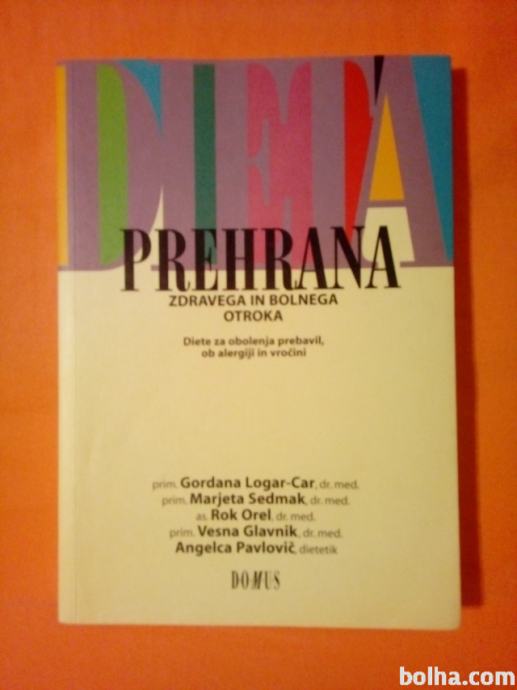 DIETA
PREHRANA
ZDRAVEGA IN BOLNEGA
OTROKA
Diete za obolenja prebavil,
ob alergiji in vročini
prim. Gordana Logar-Car, dr. med.
prim. Marjeta Sedmak, dr. med.
as. Rok Orel, dr. med.
prim. Vesna Glavnik, dr. med.
Angelca Pavlovič, dietetik
DOMUS
bolha.com